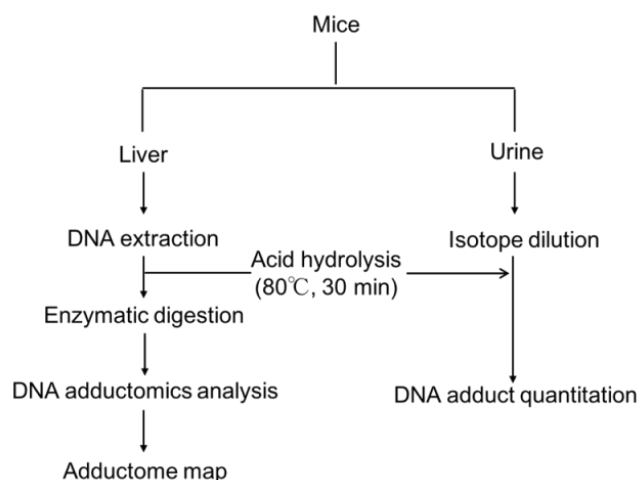 Mice
Liver
Urine
DNA extraction
Isotope dilution
Acid hydrolysis
(80℃, 30 min)
Enzymatic digestion
DNA adductomics analysis
DNA adduct quantitation
Adductome map